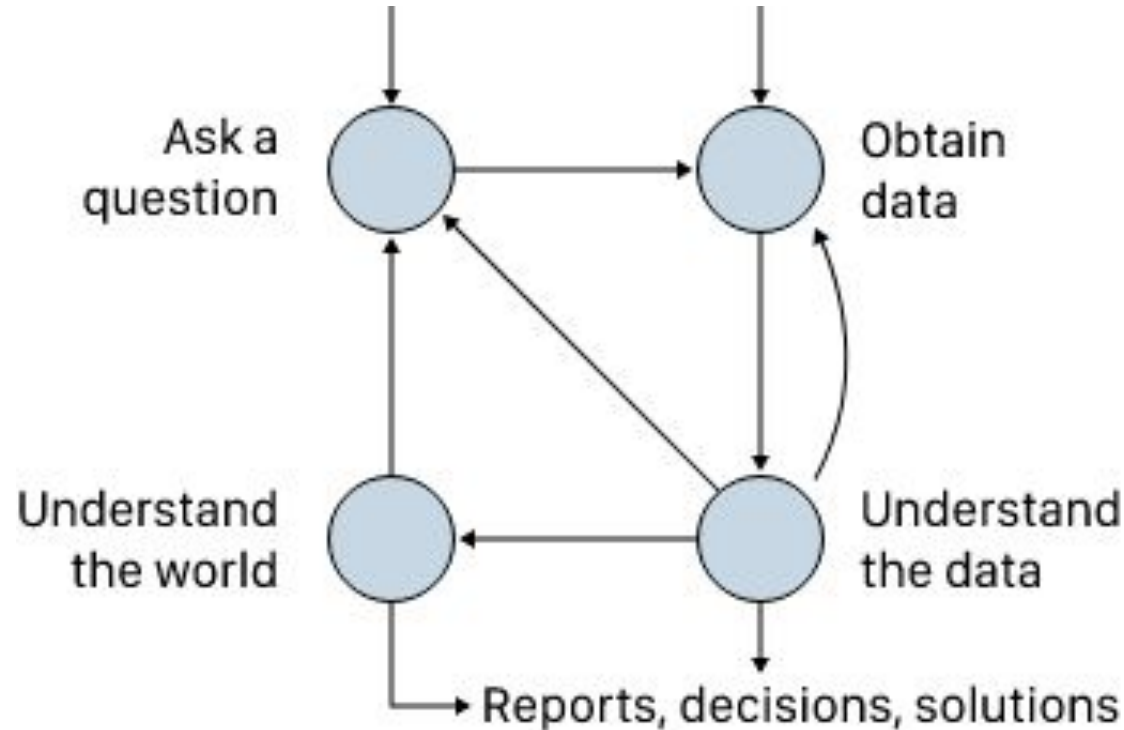 Ask a
question
Obtain
data
Understand
the world
Understand
the data
Reports, decisions, solutions